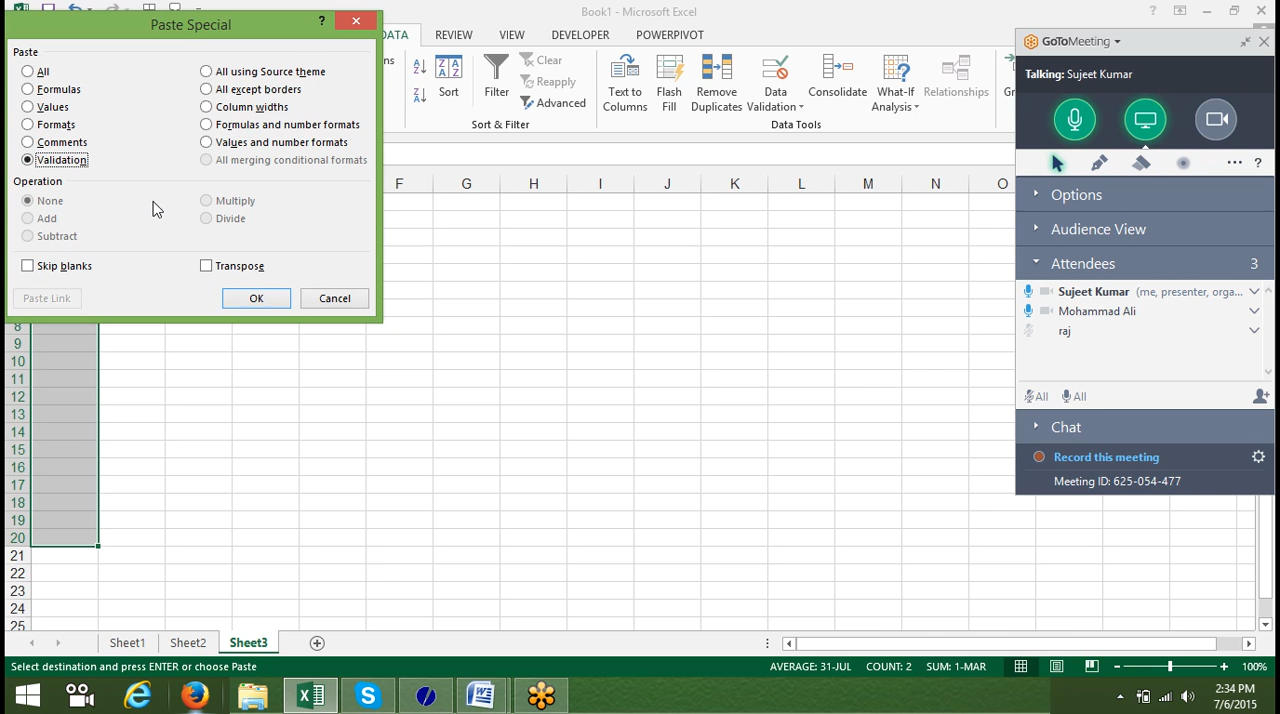 Book1 - Microsoft Excel
Paste Special
?
DATA
REVIEW
VIEW
DEVELOPER
POWERPIVOT
Paste
All
All using Source theme
Formulas
All except borders
Values
Column widths
Formats
Formulas and number formats
Comments
Values and number formats
Validation
All merging conditional formats
Operation
None
Multiply
Add
Divide
Subtract
Skip blanks
Transpose
Paste Link
OK
Cancel
Sort
Filter
Clear
Reapply
Advanced
Sort & Filter
Text to
Columns
Flash
Fill
Remove
Duplicates
Data
Validation
Consolidate
What-If
Analysis
Relationships
Data Tools
F G H I J K L M N O
8
9
10
11
12
13
14
15
16
17
18
19
20
21
22
23
24
25
GoToMeeting
Talking: Sujeet Kumar
?
Options
Audience View
Attendees 3
Sujeet Kumar (me, presenter, orga...
Mohammad Ali
raj
All All
Chat
Record this meeting
Meeting ID: 625-054-477
Sheet1 Sheet2 Sheet3
Select destination and press ENTER or choose Paste
AVERAGE: 31-JUL COUNT: 2 SUM: 1-MAR
100%
2:34 PM
7/6/2015